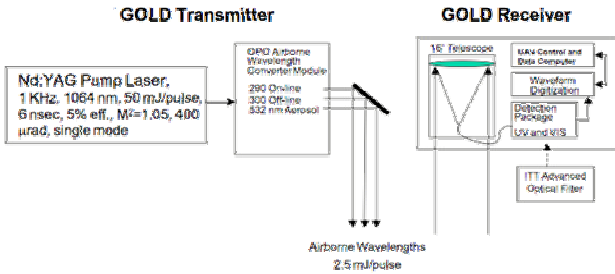 GOLD Transmitter
GOLD Receiver
Nd:YAG Pump Laser,
1 KHz, 1064 nm, 50 mJ/pulse,
6 nsec, 5% eff., M²=1.05, 400
μrad, single mode
OPO Airborne
Wavelength
Converter Module
290 On-line
300 Off-line
532 nm Aerosol
Airborne Wavelengths
2.5 mJ/pulse
16" Telescope
UAV Control and
Data Computer
Waveform
Digitization
Detection
Package
UV and VIS
ITT Advanced
Optical Filter